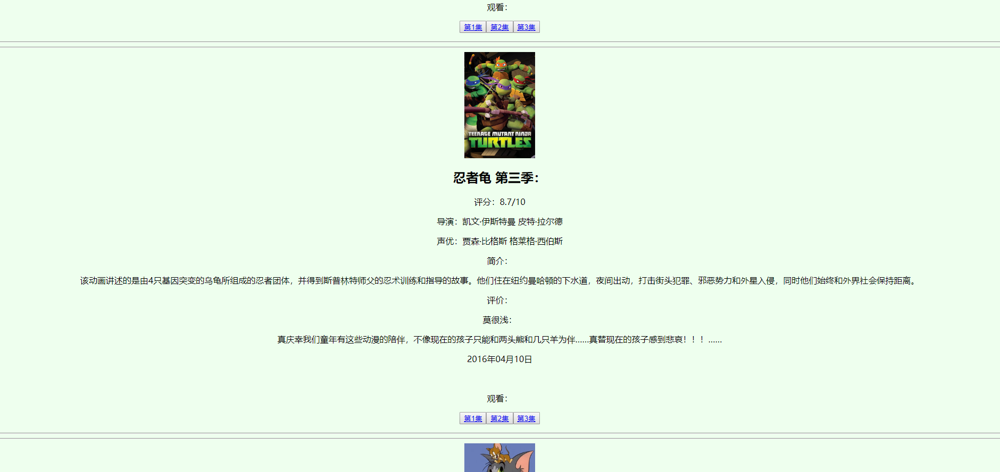 观看：
第1集 第2集 第3集
TEENAGE MUTANT NINJA
TURTLES
忍者龟 第三季：
评分：8.7/10
导演：凯文·伊斯特曼 皮特·拉尔德
声优：贾森·比格斯 格莱格·西伯斯
简介：
该动画讲述的是由4只基因突变的乌龟所组成的忍者团体，并得到斯普林特师父的忍术训练和指导的故事。他们住在纽约曼哈顿的下水道，夜间出动，打击街头犯罪、邪恶势力和外星入侵，同时他们始终和外界社会保持距离。
评价：
莫很浅：
真庆幸我们童年有这些动漫的陪伴，不像现在的孩子只能和两头熊和几只羊为伴......真替现在的孩子感到悲哀！！！......
2016年04月10日
观看：
第1集 第2集 第3集